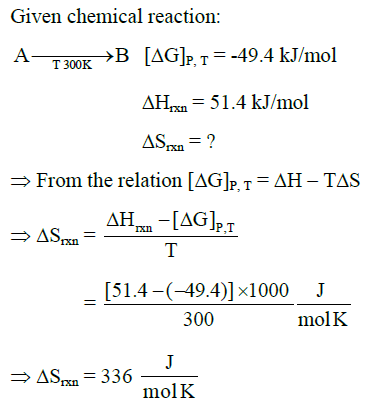 Given chemical reaction:
A ⟶ B [ΔG]P, T = -49.4 kJ/mol
T 300K
ΔHrxn = 51.4 kJ/mol
ΔSrxn = ?
⇒ From the relation [ΔG]P, T = ΔH – TΔS
⇒ ΔSrxn = (ΔHrxn – [ΔG]P,T) / T
= ([51.4 – (–49.4)] × 1000 / 300) J / mol K
⇒ ΔSrxn = 336 J / mol K